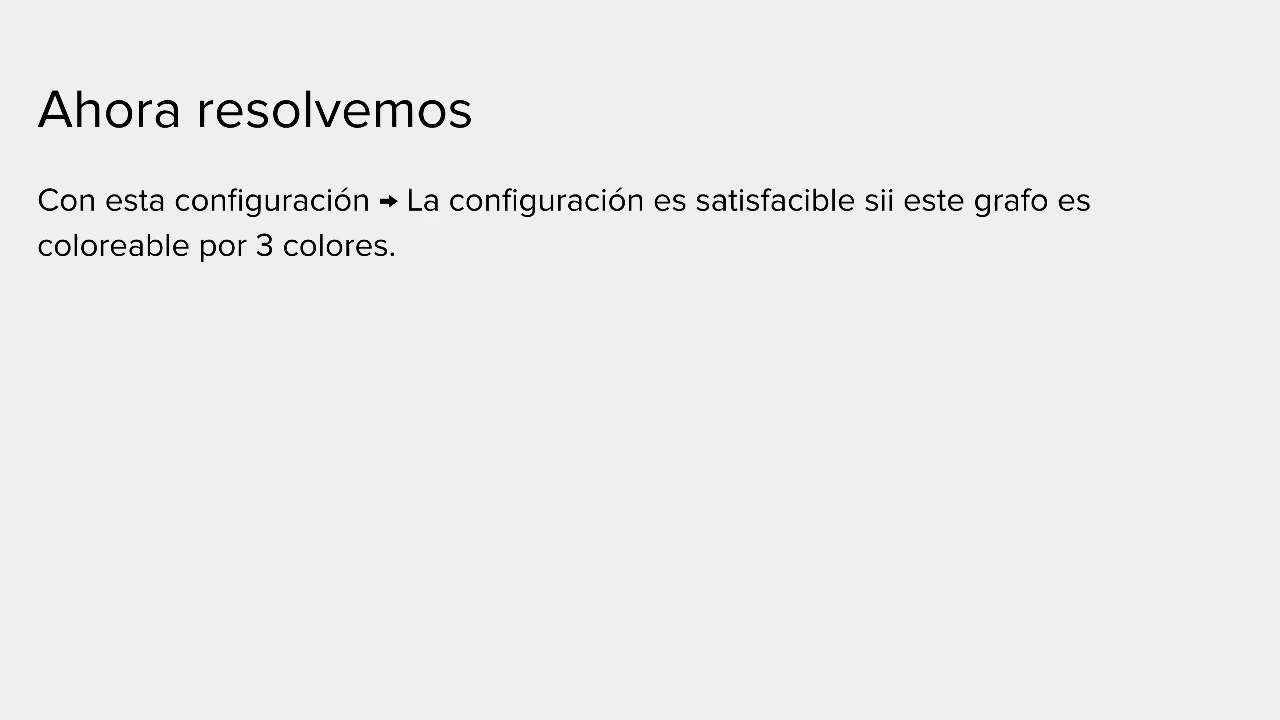 Ahora resolvemos
Con esta configuración → La configuración es satisfacible sii este grafo es
coloreable por 3 colores.